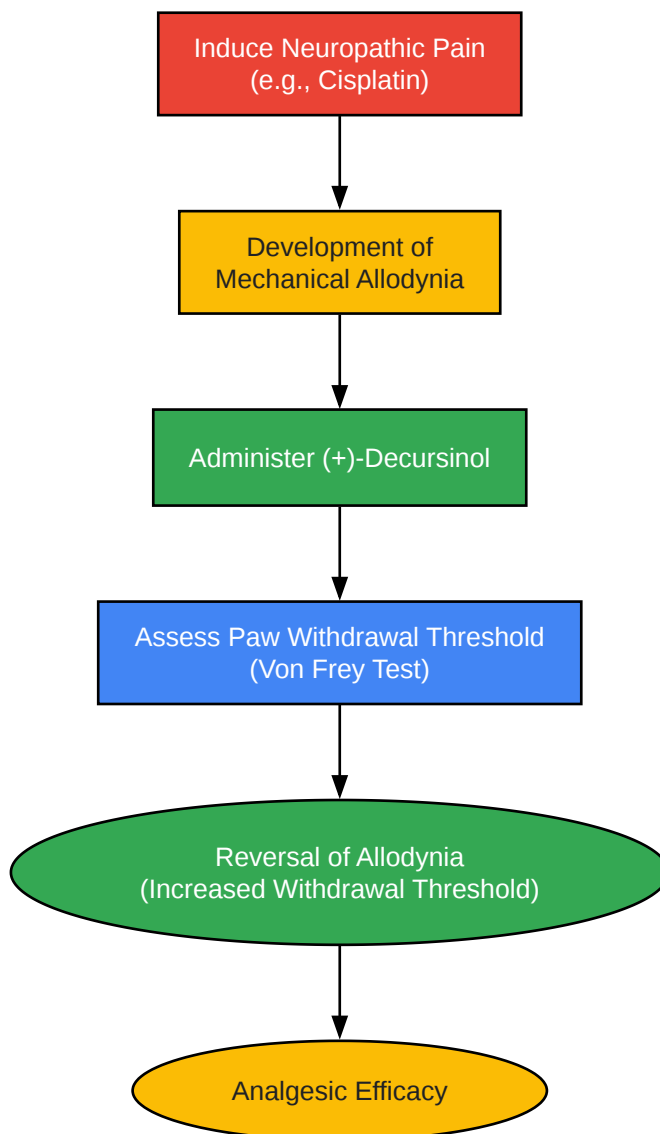 Induce Neuropathic Pain
(e.g., Cisplatin)
Development of
Mechanical Allodynia
Administer (+)-Decursinol
Assess Paw Withdrawal Threshold
(Von Frey Test)
Reversal of Allodynia
(Increased Withdrawal Threshold)
Analgesic Efficacy